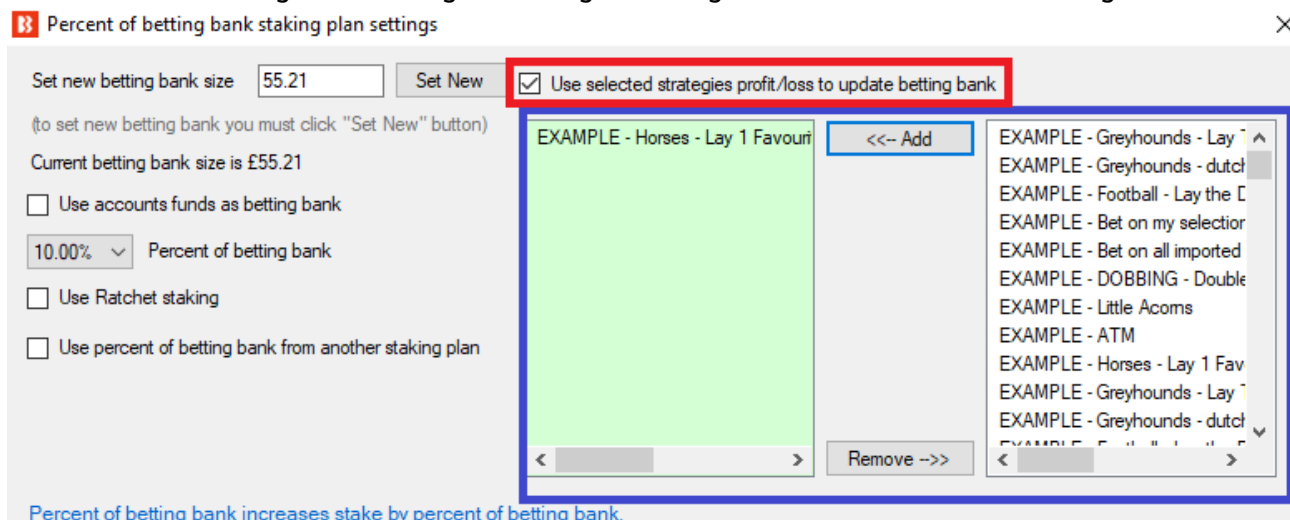 Percent of betting bank staking plan settings
Set new betting bank size 55.21 Set New
Use selected strategies profit/loss to update betting bank
(to set new betting bank you must click "Set New" button)
Current betting bank size is £55.21
Use accounts funds as betting bank
10.00% Percent of betting bank
Use Ratchet staking
Use percent of betting bank from another staking plan
EXAMPLE - Horses - Lay 1 Favouri
<<-- Add
Remove -->>
EXAMPLE - Greyhounds - Lay
EXAMPLE - Greyhounds - dutch
EXAMPLE - Football - Lay the
EXAMPLE - Bet on my selection
EXAMPLE - Bet on all imported
EXAMPLE - DOBBING - Double
EXAMPLE - Little Acorns
EXAMPLE - ATM
EXAMPLE - Horses - Lay 1 Fav
EXAMPLE - Greyhounds - Lay
EXAMPLE - Greyhounds - dutch
Percent of betting bank increases stake by percent of betting bank.